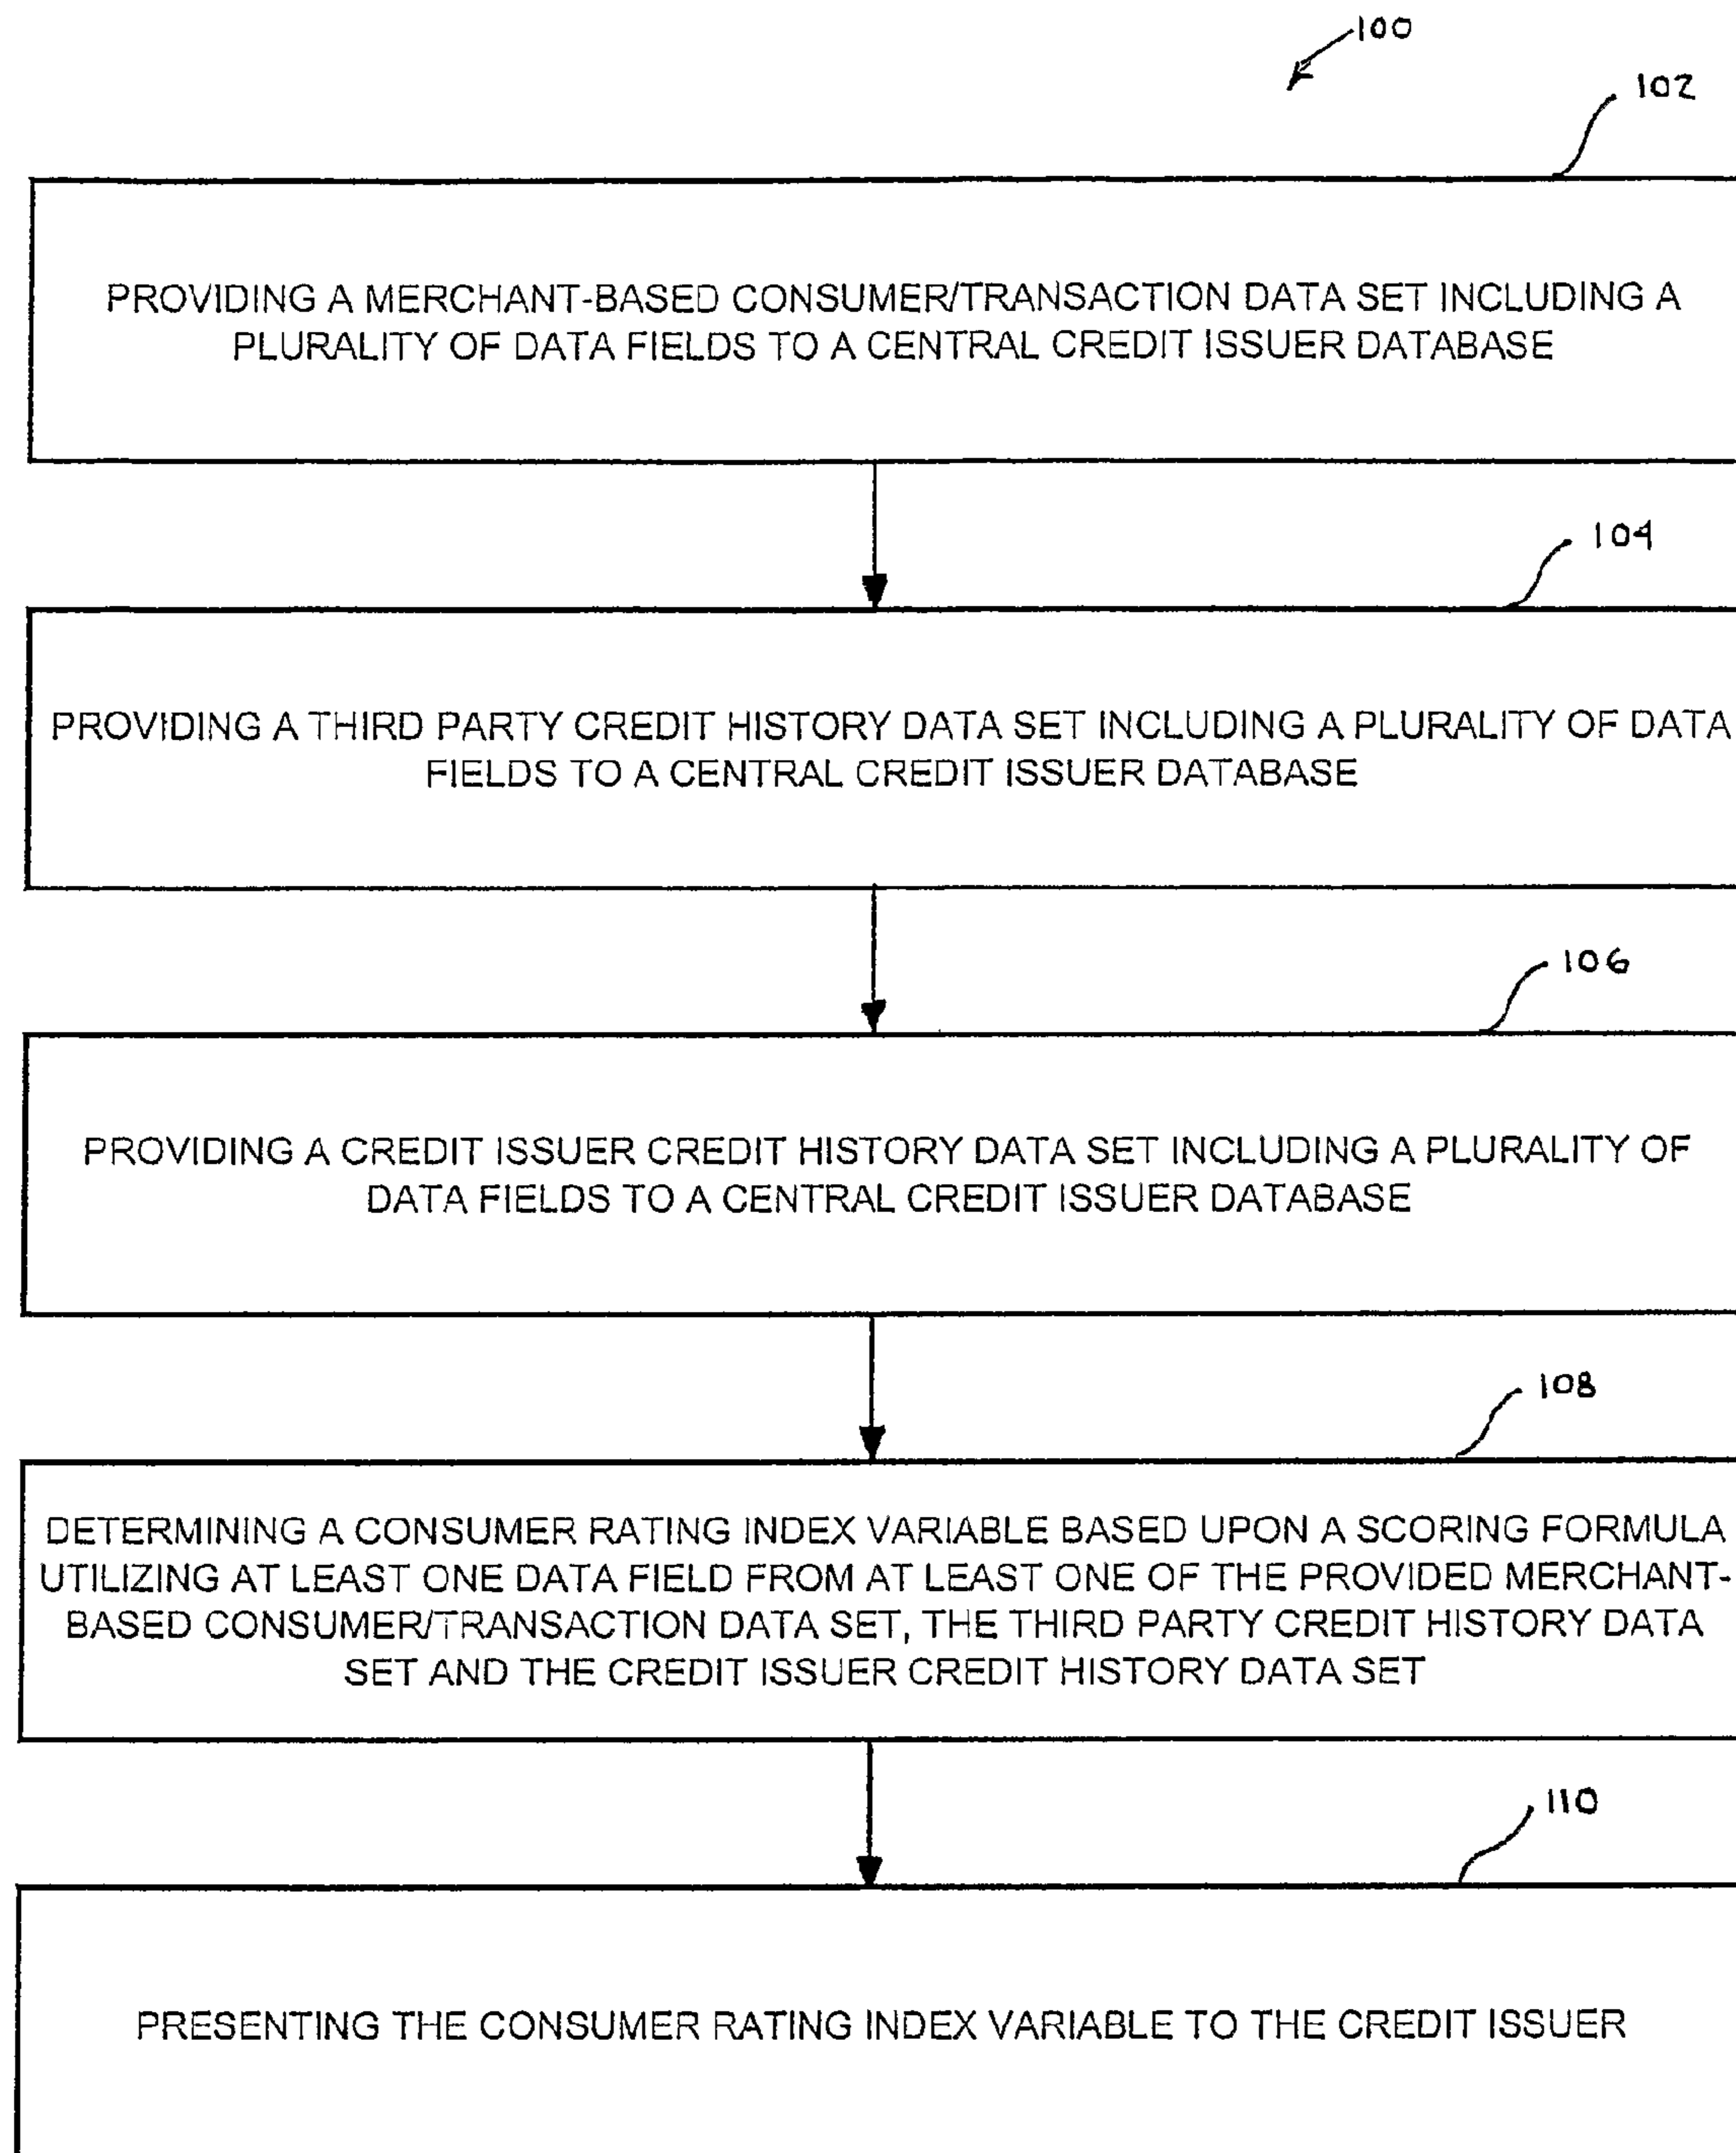 100
102
PROVIDING A MERCHANT-BASED CONSUMER/TRANSACTION DATA SET INCLUDING A
PLURALITY OF DATA FIELDS TO A CENTRAL CREDIT ISSUER DATABASE
104
PROVIDING A THIRD PARTY CREDIT HISTORY DATA SET INCLUDING A PLURALITY OF DATA
FIELDS TO A CENTRAL CREDIT ISSUER DATABASE
106
PROVIDING A CREDIT ISSUER CREDIT HISTORY DATA SET INCLUDING A PLURALITY OF
DATA FIELDS TO A CENTRAL CREDIT ISSUER DATABASE
108
DETERMINING A CONSUMER RATING INDEX VARIABLE BASED UPON A SCORING FORMULA
UTILIZING AT LEAST ONE DATA FIELD FROM AT LEAST ONE OF THE PROVIDED MERCHANT-
BASED CONSUMER/TRANSACTION DATA SET, THE THIRD PARTY CREDIT HISTORY DATA
SET AND THE CREDIT ISSUER CREDIT HISTORY DATA SET
110
PRESENTING THE CONSUMER RATING INDEX VARIABLE TO THE CREDIT ISSUER